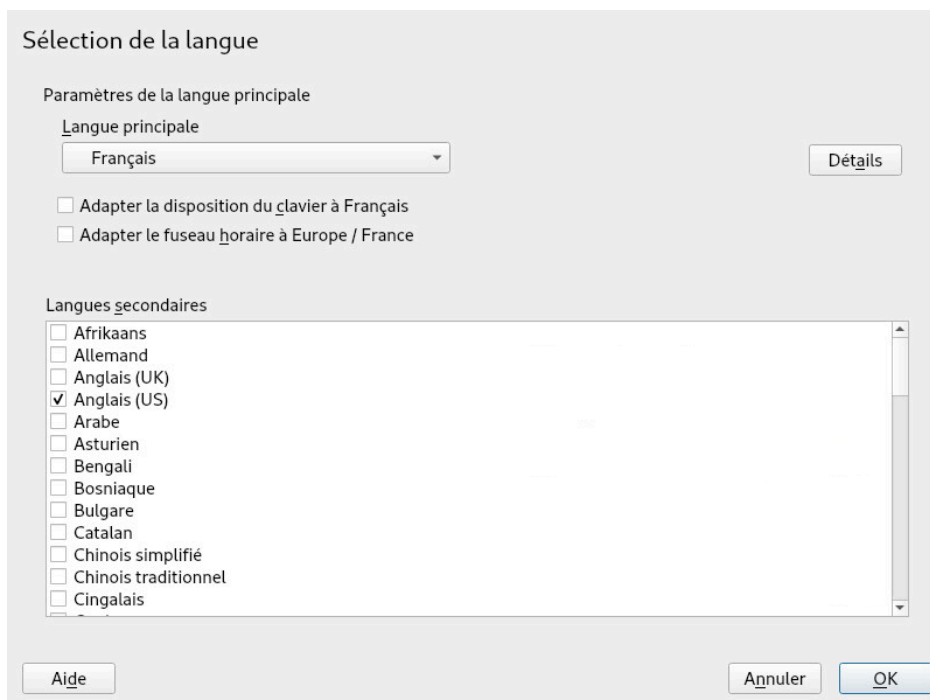 Sélection de la langue
Paramètres de la langue principale
Langue principale
Français
Détails
Adapter la disposition du clavier à Français
Adapter le fuseau horaire à Europe / France
Langues secondaires
Afrikaans
Allemand
Anglais (UK)
Anglais (US)
Arabe
Asturien
Bengali
Bosniaque
Bulgare
Catalan
Chinois simplifié
Chinois traditionnel
Cingalais
Aide
Annuler
OK